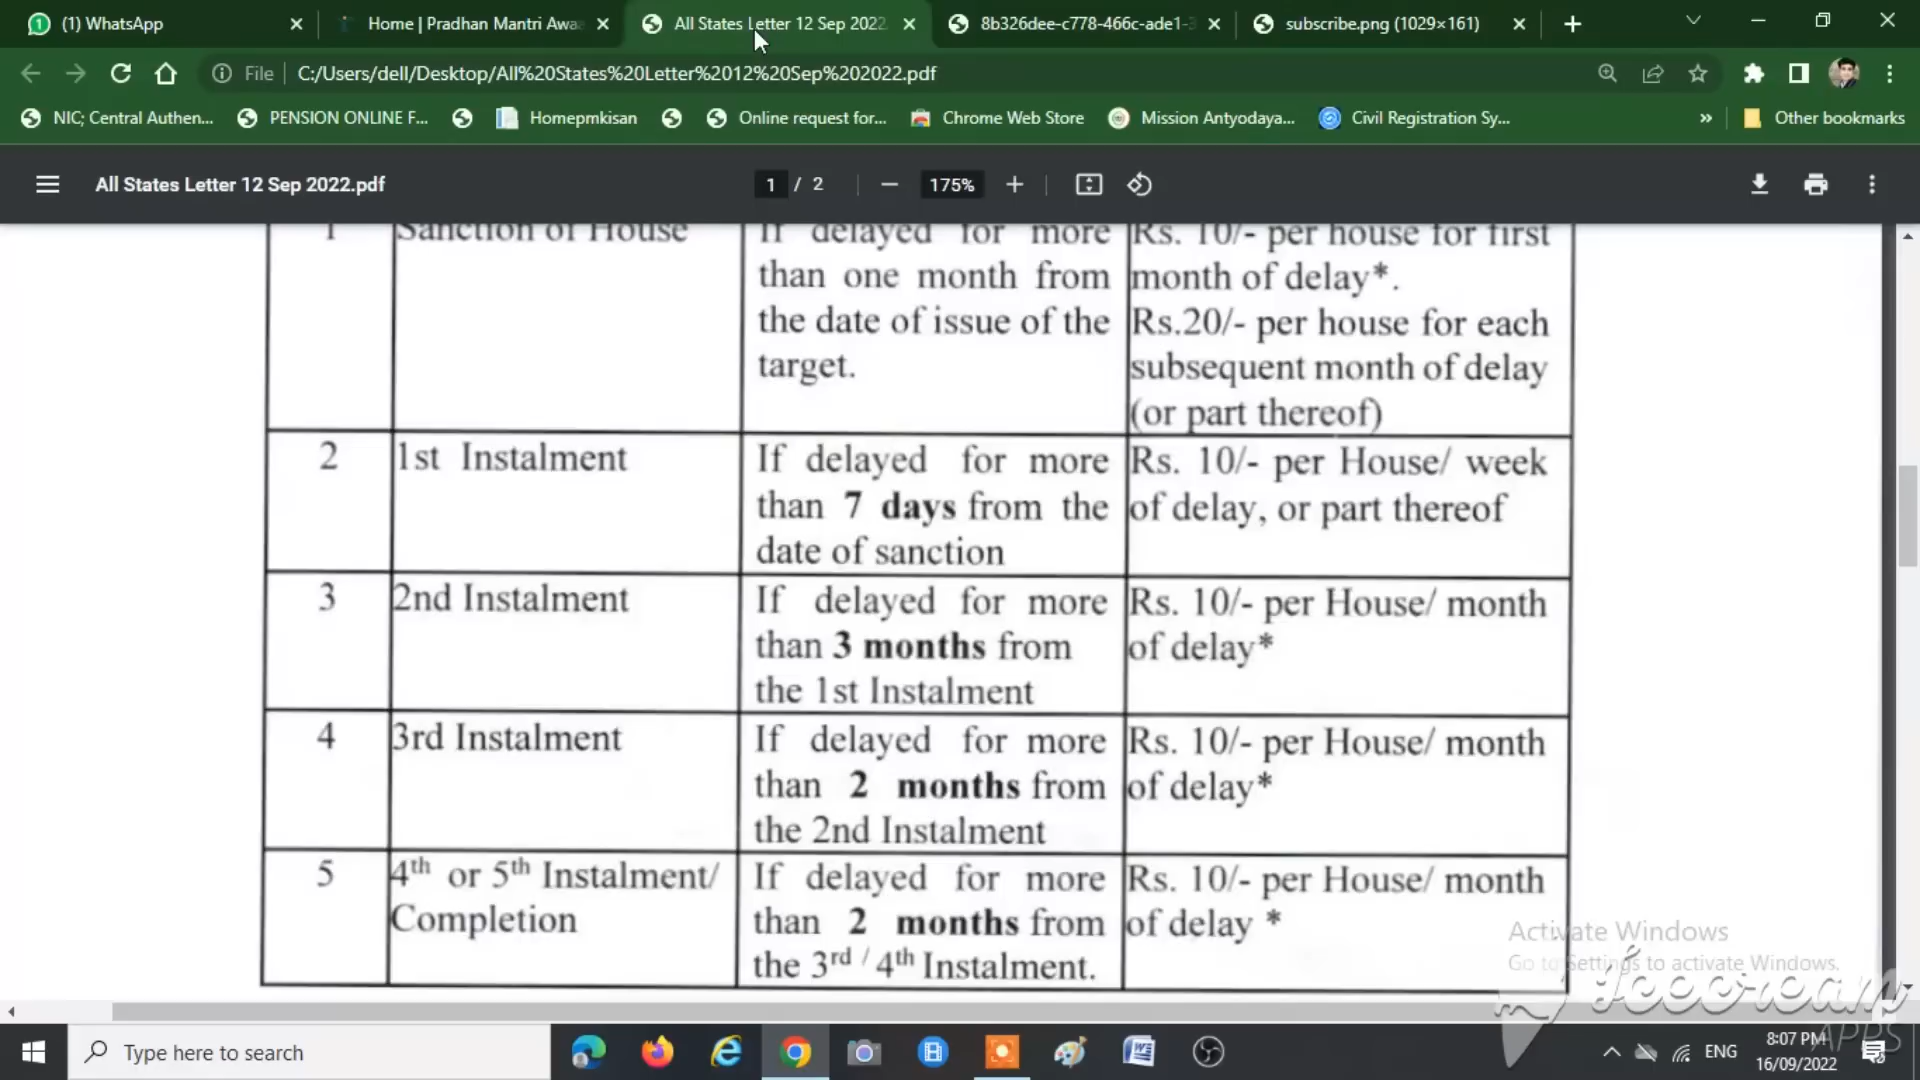 (1) WhatsApp
Home | Pradhan Mantri Awaa
All States Letter 12 Sep 2022
8b326dee-c778-466c-ade1-3
subscribe.png (1029×161)
File
C:/Users/dell/Desktop/All%20States%20Letter%2012%20Sep%202022.pdf
NIC; Central Authen...
PENSION ONLINE F...
Homepmkisan
Online request for...
Chrome Web Store
Mission Antyodaya...
Civil Registration Sy...
»
Other bookmarks
All States Letter 12 Sep 2022.pdf
1 / 2
175%
1
Sanction of House
If delayed for more
than one month from
the date of issue of the
target.
Rs. 10/- per house for first
month of delay*.
Rs.20/- per house for each
subsequent month of delay
(or part thereof)
2
1st Instalment
If delayed for more
than 7 days from the
date of sanction
Rs. 10/- per House/ week
of delay, or part thereof
3
2nd Instalment
If delayed for more
than 3 months from
the 1st Instalment
Rs. 10/- per House/ month
of delay*
4
3rd Instalment
If delayed for more
than 2 months from
the 2nd Instalment
Rs. 10/- per House/ month
of delay*
5
4th or 5th Instalment/
Completion
If delayed for more
than 2 months from
the 3rd / 4th Instalment.
Rs. 10/- per House/ month
of delay *
Activate Windows
Go to Settings to activate Windows.
Icecream
APPS
Type here to search
ENG
8:07 PM
16/09/2022